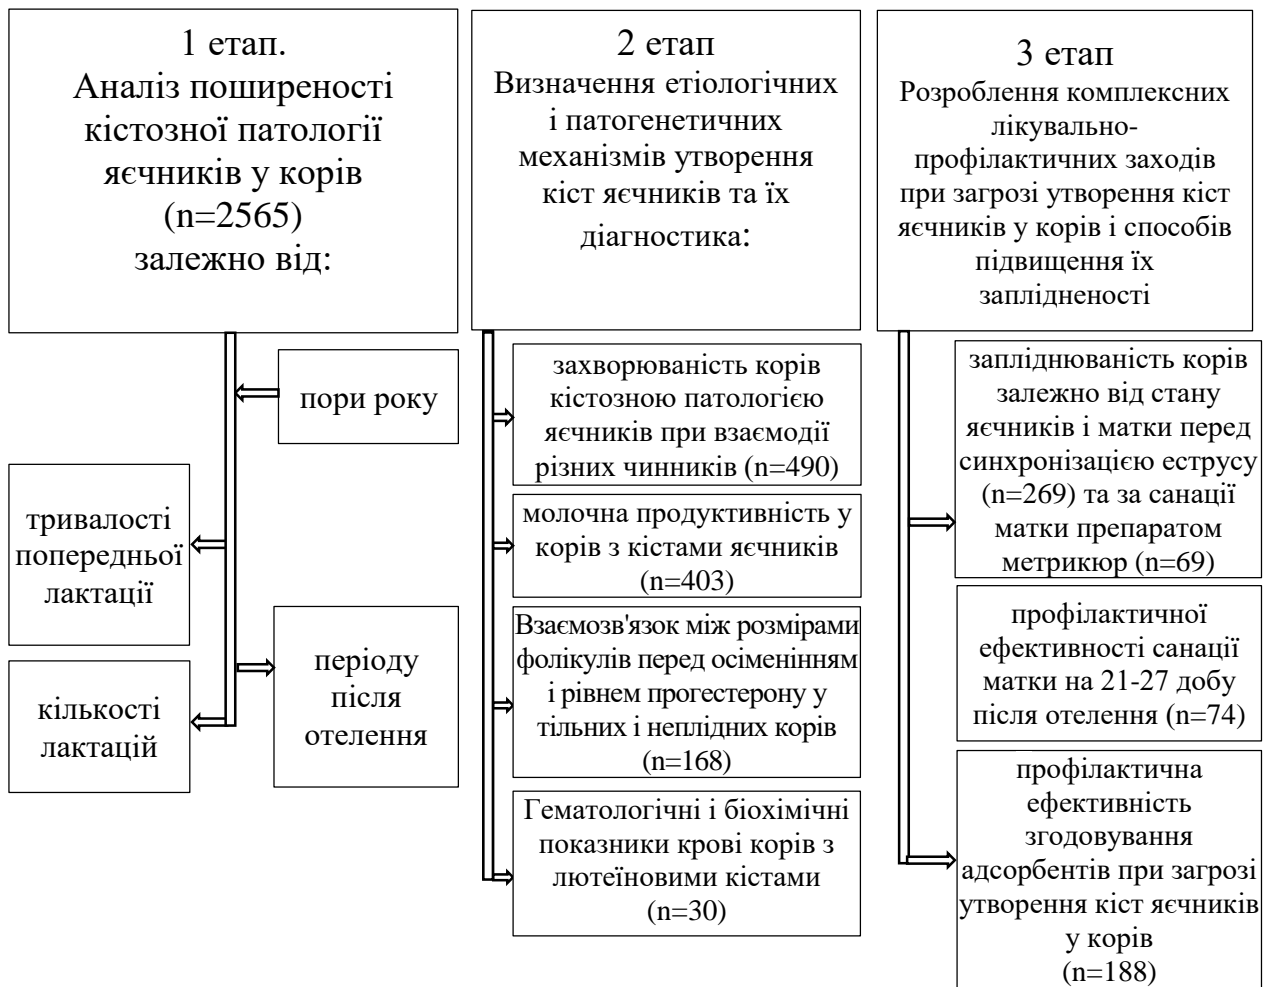 1 етап.
Аналіз поширеності
кістозної патології
яєчників у корів
(n=2565)
залежно від:
пори року
тривалості
попередньої
лактації
періоду
після
отелення
кількості
лактацій
2 етап
Визначення етіологічних
і патогенетичних
механізмів утворення
кіст яєчників та їх
діагностика:
захворюваність корів
кістозною патологією
яєчників при взаємодії
різних чинників (n=490)
молочна продуктивність у
корів з кістами яєчників
(n=403)
Взаємозв'язок між розмірами
фолікулів перед осіменінням
і рівнем прогестерону у
тільних і неплідних корів
(n=168)
Гематологічні і біохімічні
показники крові корів з
лютеїновими кістами
(n=30)
3 етап
Розроблення комплексних
лікувально-
профілактичних заходів
при загрозі утворення кіст
яєчників у корів і способів
підвищення їх
заплідненості
запліднюваність корів
залежно від стану
яєчників і матки перед
синхронізацією еструсу
(n=269) та за санації
матки препаратом
метрикюр (n=69)
профілактичної
ефективності санації
матки на 21-27 добу
після отелення (n=74)
профілактична
ефективність
згодовування
адсорбентів при загрозі
утворення кіст яєчників
у корів
(n=188)